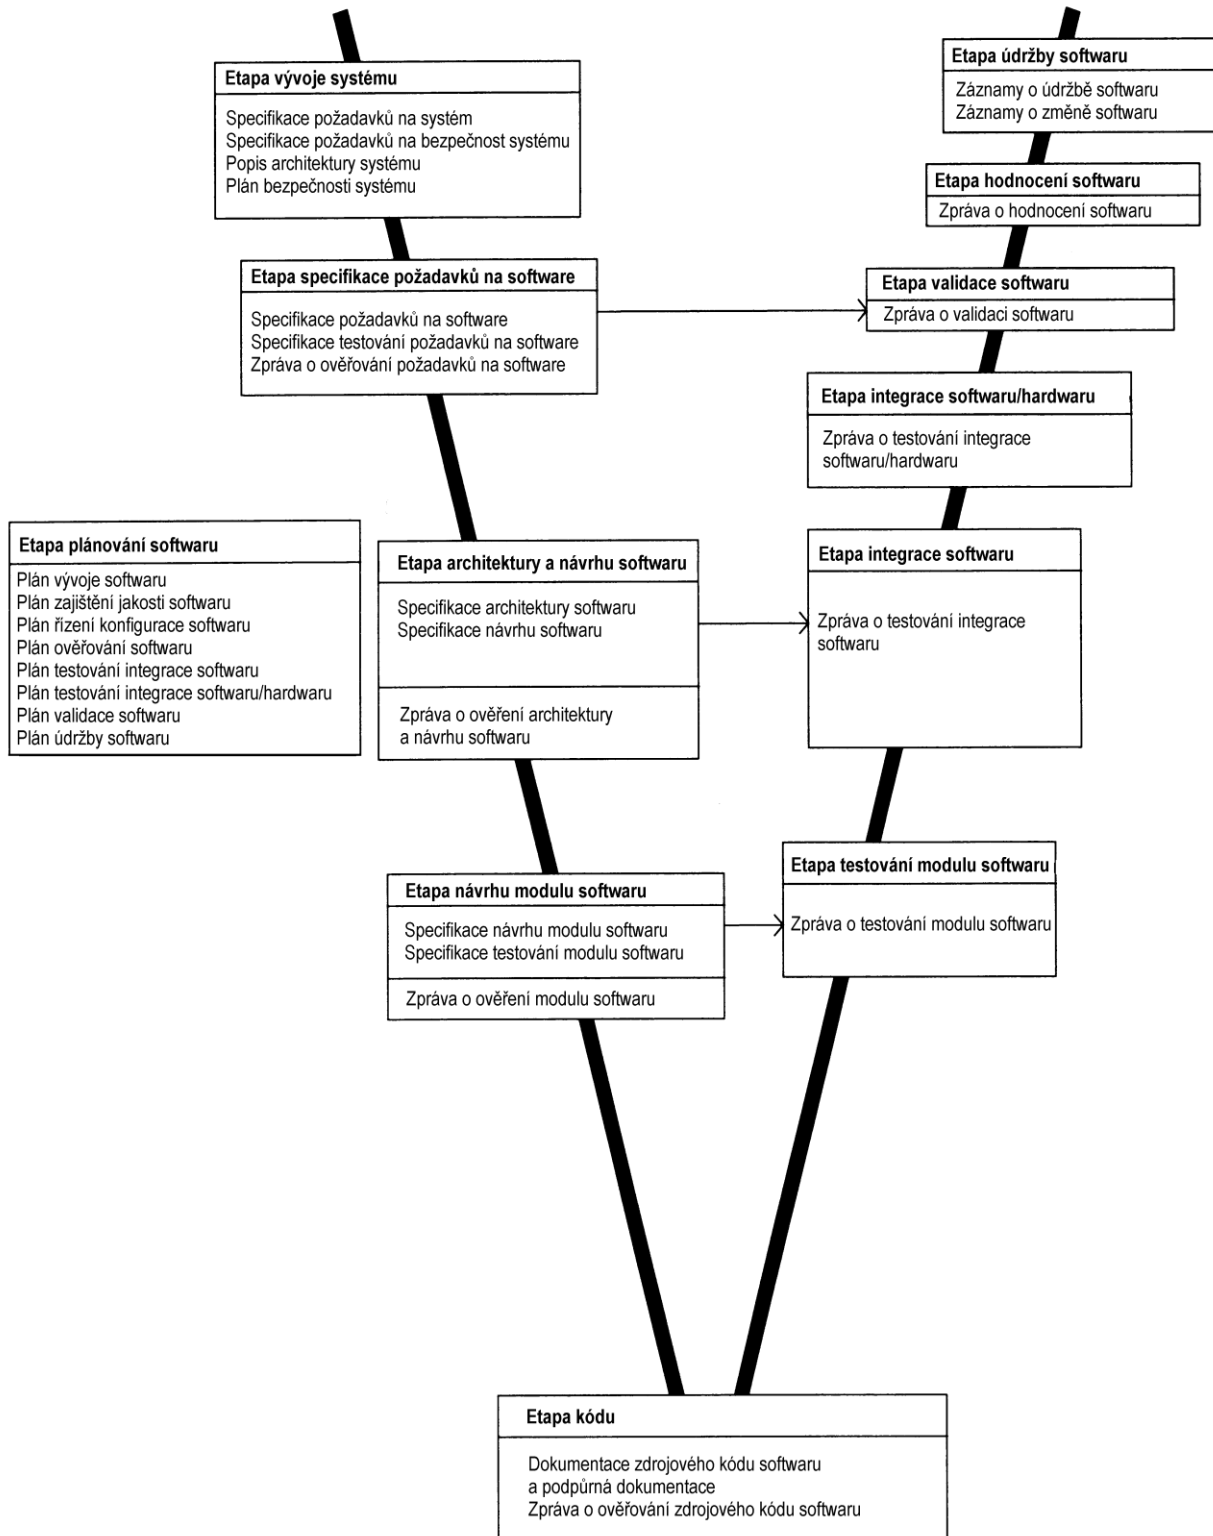 Etapa vývoje systému
Specifikace požadavků na systém
Specifikace požadavků na bezpečnost systému
Popis architektury systému
Plán bezpečnosti systému
Etapa údržby softwaru
Záznamy o údržbě softwaru
Záznamy o změně softwaru
Etapa hodnocení softwaru
Zpráva o hodnocení softwaru
Etapa specifikace požadavků na software
Specifikace požadavků na software
Specifikace testování požadavků na software
Zpráva o ověřování požadavků na software
Etapa validace softwaru
Zpráva o validaci softwaru
Etapa integrace softwaru/hardwaru
Zpráva o testování integrace
softwaru/hardwaru
Etapa plánování softwaru
Plán vývoje softwaru
Plán zajištění jakosti softwaru
Plán řízení konfigurace softwaru
Plán ověřování softwaru
Plán testování integrace softwaru
Plán testování integrace softwaru/hardwaru
Plán validace softwaru
Plán údržby softwaru
Etapa architektury a návrhu softwaru
Specifikace architektury softwaru
Specifikace návrhu softwaru
Zpráva o ověření architektury
a návrhu softwaru
Etapa integrace softwaru
Zpráva o testování integrace
softwaru
Etapa návrhu modulu softwaru
Specifikace návrhu modulu softwaru
Specifikace testování modulu softwaru
Zpráva o ověření modulu softwaru
Etapa testování modulu softwaru
Zpráva o testování modulu softwaru
Etapa kódu
Dokumentace zdrojového kódu softwaru
a podpůrná dokumentace
Zpráva o ověřování zdrojového kódu softwaru